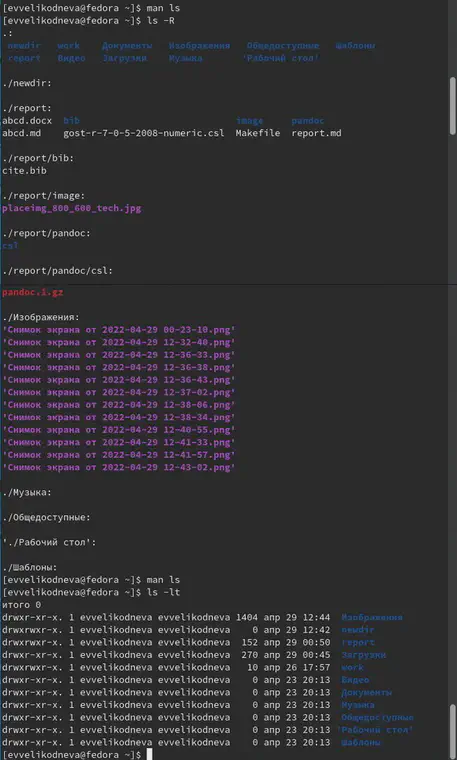 [evvelikodneva@fedora ~]$ man ls
[evvelikodneva@fedora ~]$ ls -R
.:
newdir work Документы Изображения Общедоступные Шаблоны
report Видео Загрузки Музыка 'Рабочий стол'
./newdir:
./report:
abcd.docx bib image pandoc
abcd.md gost-r-7-0-5-2008-numeric.csl Makefile report.md
./report/bib:
cite.bib
./report/image:
placeimg_800_600_tech.jpg
./report/pandoc:
csl
./report/pandoc/csl:
pandoc.1.gz
./Изображения:
'Снимок экрана от 2022-04-29 00-23-10.png'
'Снимок экрана от 2022-04-29 12-32-40.png'
'Снимок экрана от 2022-04-29 12-36-33.png'
'Снимок экрана от 2022-04-29 12-36-38.png'
'Снимок экрана от 2022-04-29 12-36-43.png'
'Снимок экрана от 2022-04-29 12-37-02.png'
'Снимок экрана от 2022-04-29 12-38-06.png'
'Снимок экрана от 2022-04-29 12-38-34.png'
'Снимок экрана от 2022-04-29 12-40-55.png'
'Снимок экрана от 2022-04-29 12-41-33.png'
'Снимок экрана от 2022-04-29 12-41-57.png'
'Снимок экрана от 2022-04-29 12-43-02.png'
./Музыка:
./Общедоступные:
'./Рабочий стол':
./Шаблоны:
[evvelikodneva@fedora ~]$ man ls
[evvelikodneva@fedora ~]$ ls -lt
итого 0
drwxr-xr-x. 1 evvelikodneva evvelikodneva 1404 апр 29 12:44 Изображения
drwxrwxr-x. 1 evvelikodneva evvelikodneva 0 апр 29 12:42 newdir
drwxr-xr-x. 1 evvelikodneva evvelikodneva 152 апр 29 00:50 report
drwxr-xr-x. 1 evvelikodneva evvelikodneva 270 апр 29 00:45 Загрузки
drwxrwxr-x. 1 evvelikodneva evvelikodneva 10 апр 26 17:57 work
drwxr-xr-x. 1 evvelikodneva evvelikodneva 0 апр 23 20:13 Видео
drwxr-xr-x. 1 evvelikodneva evvelikodneva 0 апр 23 20:13 Документы
drwxr-xr-x. 1 evvelikodneva evvelikodneva 0 апр 23 20:13 Музыка
drwxr-xr-x. 1 evvelikodneva evvelikodneva 0 апр 23 20:13 Общедоступные
drwxr-xr-x. 1 evvelikodneva evvelikodneva 0 апр 23 20:13 'Рабочий стол'
drwxr-xr-x. 1 evvelikodneva evvelikodneva 0 апр 23 20:13 Шаблоны
[evvelikodneva@fedora ~]$